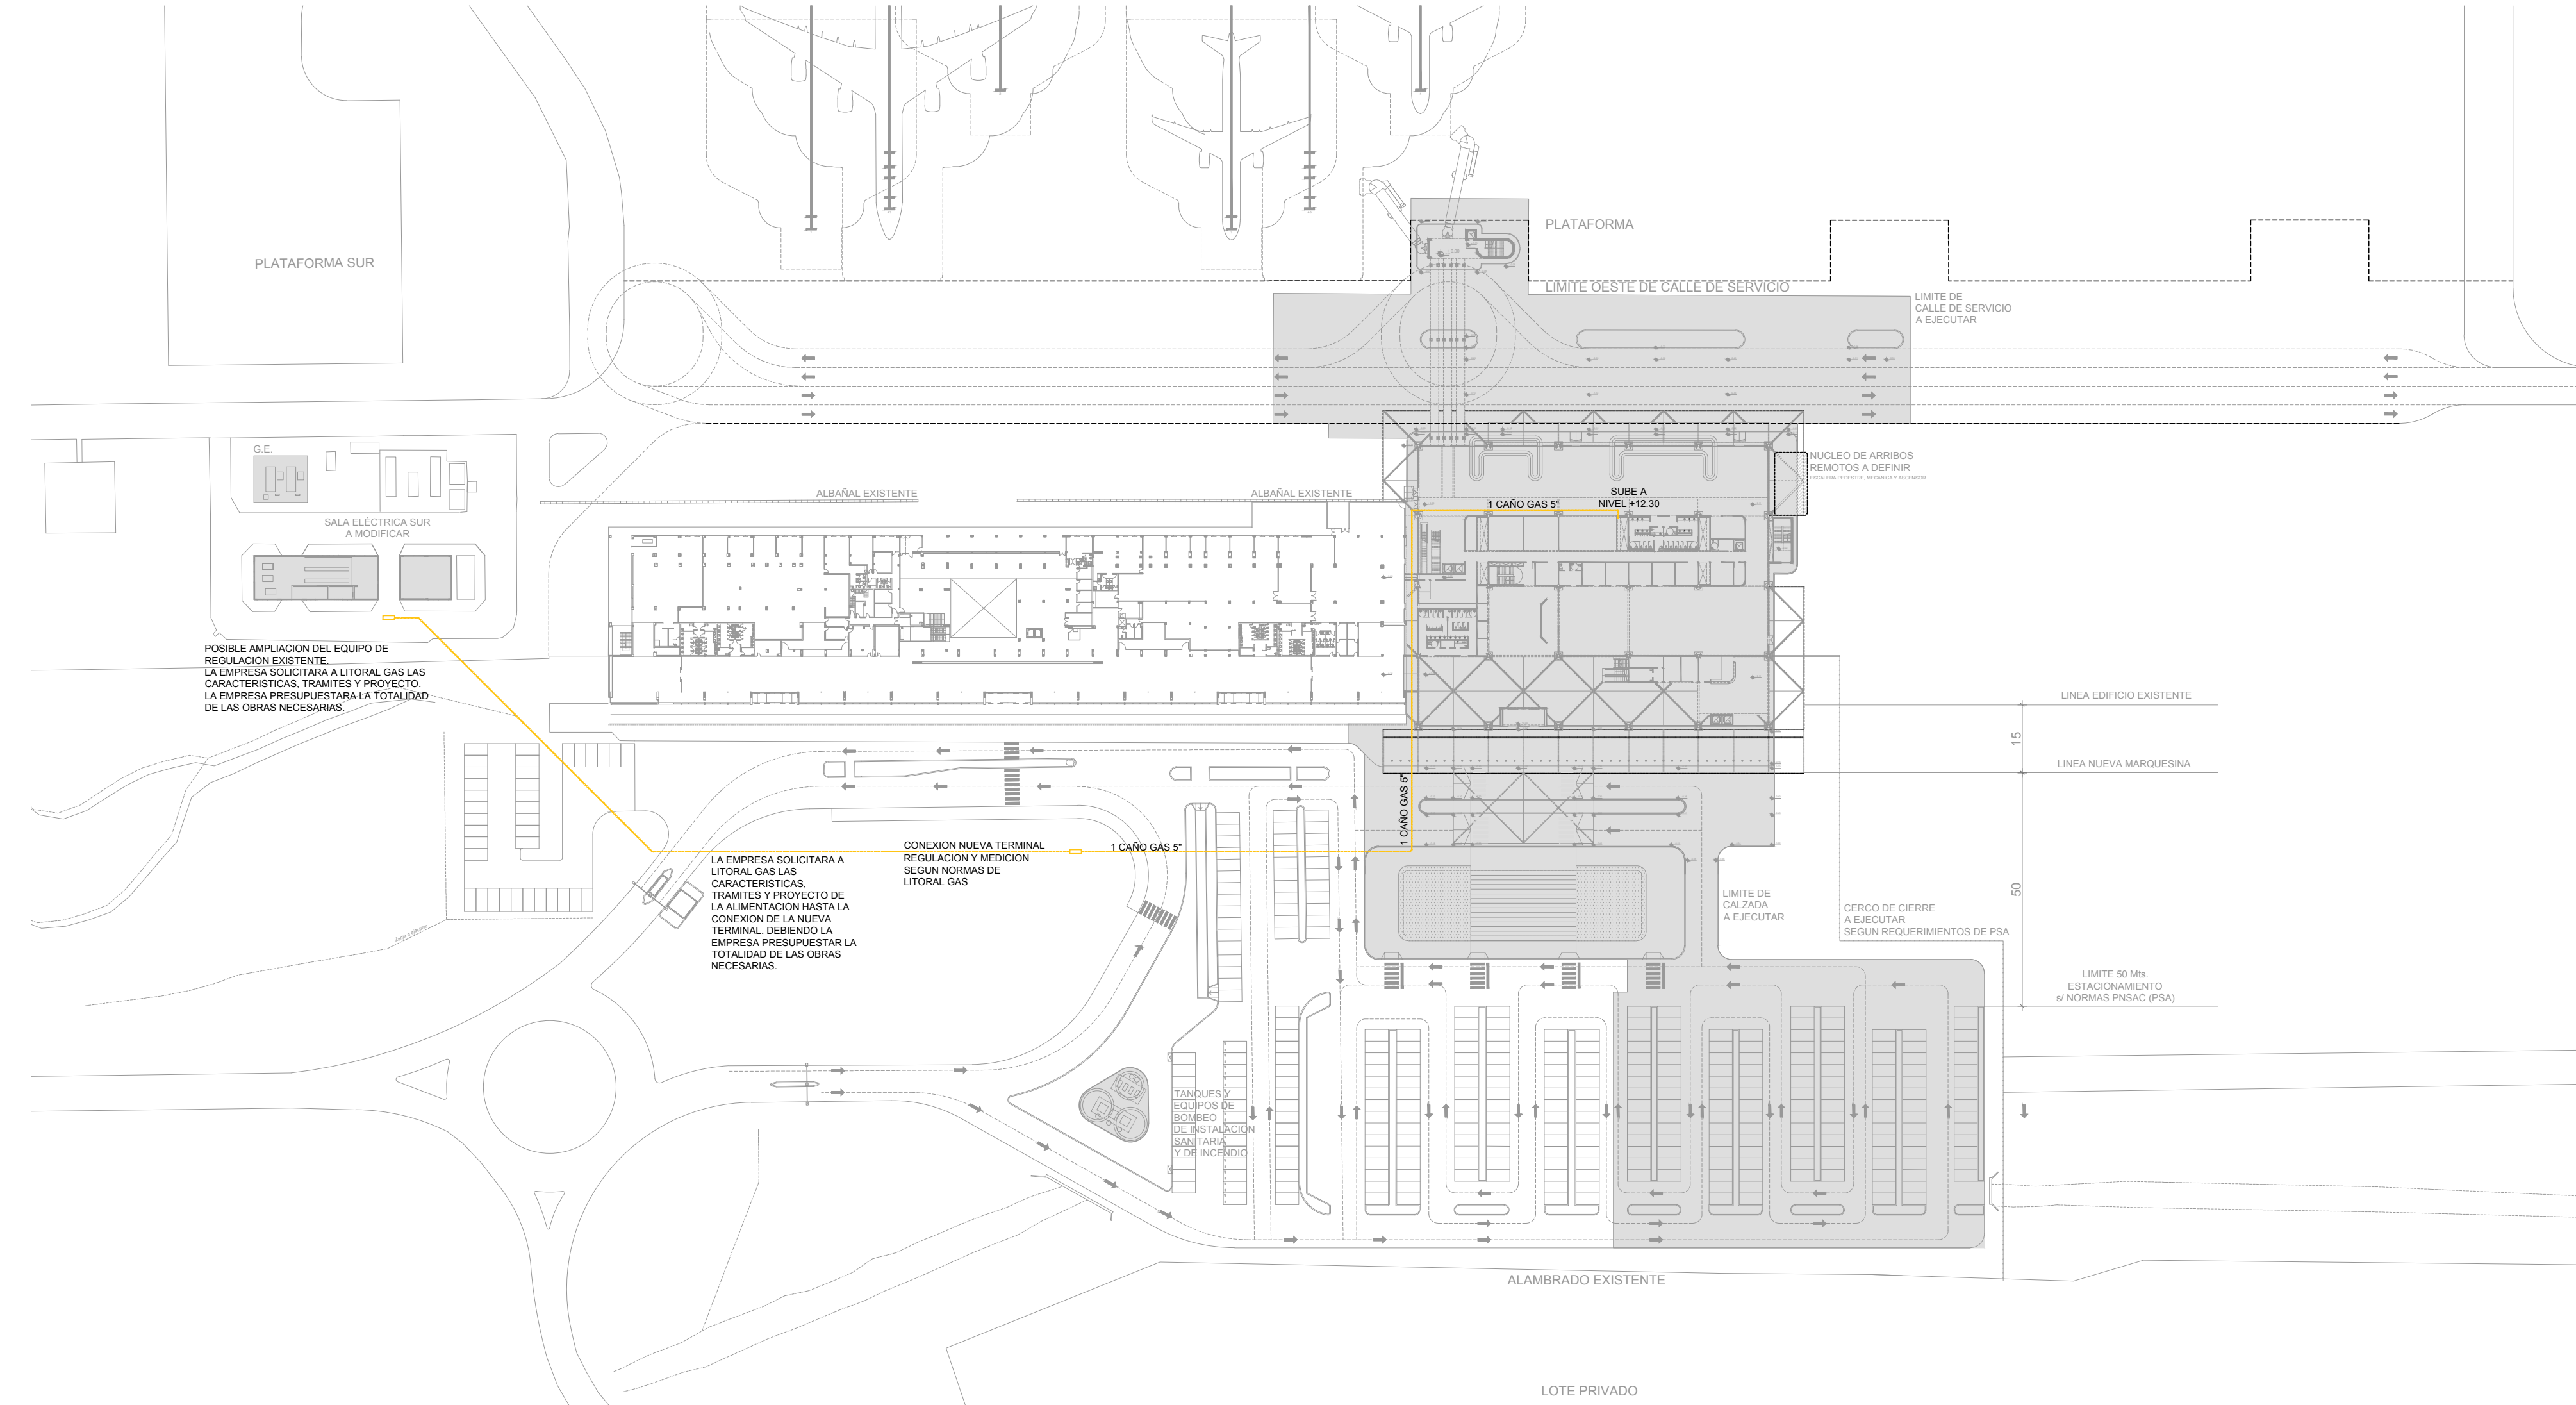 PLATAFORMA
PLATAFORMA SUR
LIMITE OESTE DE CALLE DE SERVICIO
LIMITE DE
CALLE DE SERVICIO
A EJECUTAR
G.E.
SALA ELÉCTRICA SUR
A MODIFICAR
ALBAÑAL EXISTENTE
ALBAÑAL EXISTENTE
NUCLEO DE ARRIBOS
REMOTOS A DEFINIR
ESCALERA PEDESTRE, MECANICA Y ASCENSOR
1 CAÑO GAS 5"
SUBE A
NIVEL +12.30
POSIBLE AMPLIACION DEL EQUIPO DE
REGULACION EXISTENTE.
LA EMPRESA SOLICITARA A LITORAL GAS LAS
CARACTERISTICAS, TRAMITES Y PROYECTO.
LA EMPRESA PRESUPUESTARA LA TOTALIDAD
DE LAS OBRAS NECESARIAS.
LINEA EDIFICIO EXISTENTE
15
LINEA NUEVA MARQUESINA
1 CAÑO GAS 5"
CONEXION NUEVA TERMINAL
REGULACION Y MEDICION
SEGUN NORMAS DE
LITORAL GAS
1 CAÑO GAS 5"
LA EMPRESA SOLICITARA A
LITORAL GAS LAS
CARACTERISTICAS,
TRAMITES Y PROYECTO DE
LA ALIMENTACION HASTA LA
CONEXION DE LA NUEVA
TERMINAL. DEBIENDO LA
EMPRESA PRESUPUESTAR LA
TOTALIDAD DE LAS OBRAS
NECESARIAS.
50
LIMITE DE
CALZADA
A EJECUTAR
CERCO DE CIERRE
A EJECUTAR
SEGUN REQUERIMIENTOS DE PSA
LIMITE 50 Mts.
ESTACIONAMIENTO
s/ NORMAS PNSAC (PSA)
TANQUES Y
EQUIPOS DE
BOMBEO
DE INSTALACION
SANITARIA
Y DE INCENDIO
ALAMBRADO EXISTENTE
LOTE PRIVADO